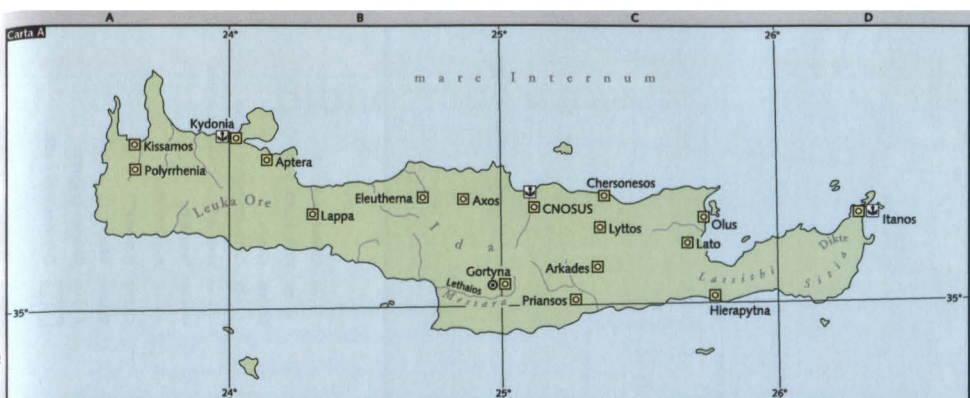 A B C D
Carta A
24° 25° 26°
mare Internum
Kydonia
Kissamos
Aptera
Polyrrhenia
Chersonesos
Eleutherna
Axos
CNOSUS
Itanos
Leuka Ore
Lappa
Olus
Lyttos
Ida
Lato
Dikte
Arkades
Gortyna
Lassithi
Sitia
Lethaios
Messara
Priansos
Hierapytna
35° 35°
24° 25° 26°